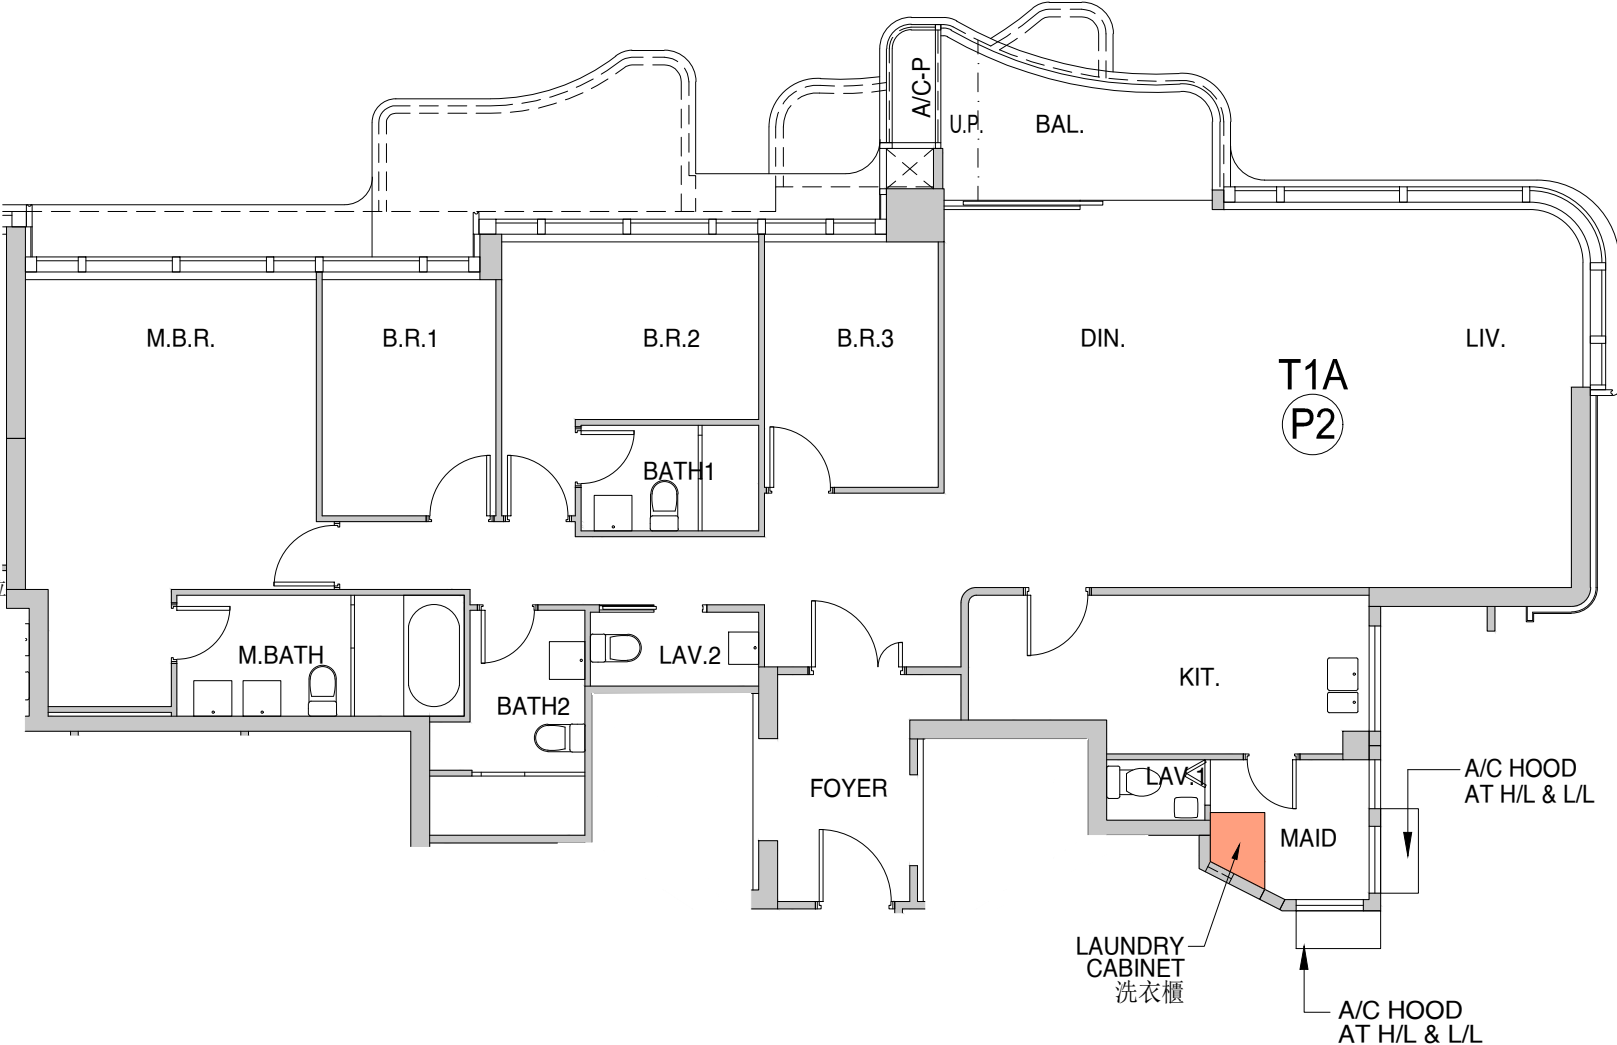 A/C-P
U.P.
BAL.
M.B.R.
B.R.1
B.R.2
B.R.3
DIN.
LIV.
T1A
P2
BATH1
M.BATH
LAV.2
KIT.
BATH2
FOYER
LAV.1
A/C HOOD
AT H/L & L/L
MAID
LAUNDRY
CABINET
洗衣櫃
A/C HOOD
AT H/L & L/L